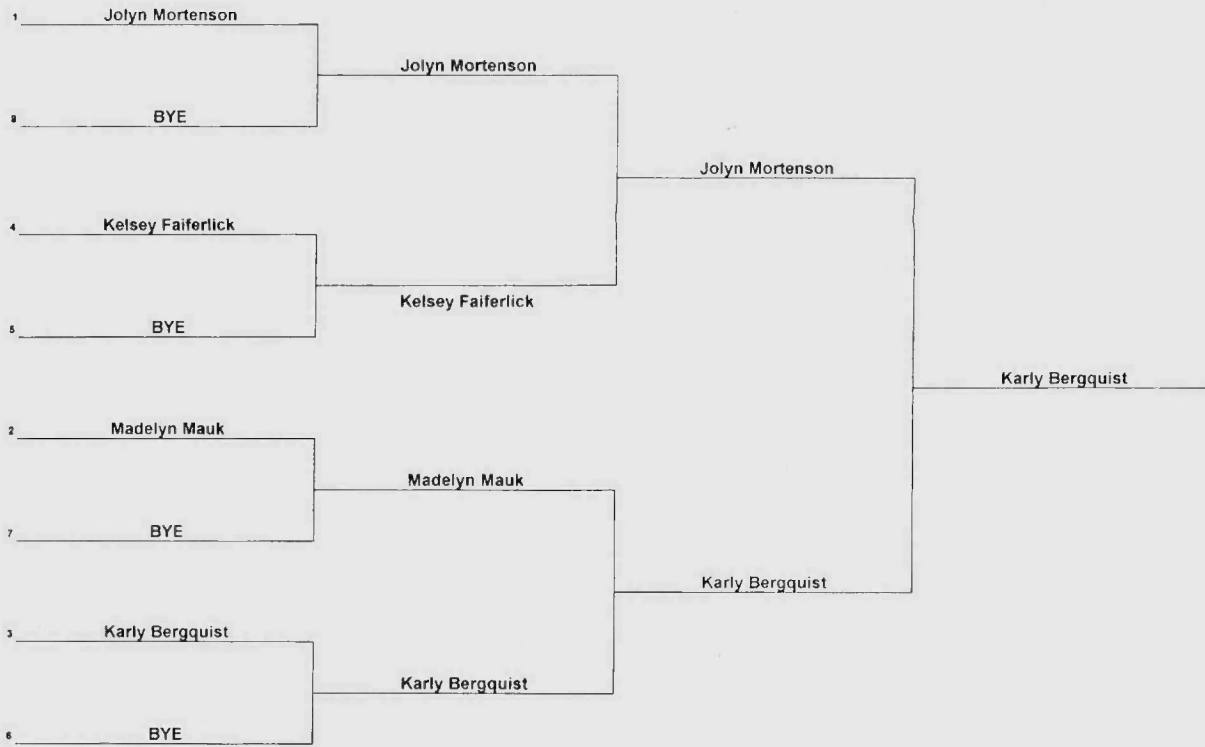 1 Jolyn Mortenson
Jolyn Mortenson
8 BYE
Jolyn Mortenson
4 Kelsey Faiferlick
Kelsey Faiferlick
5 BYE
Karly Bergquist
2 Madelyn Mauk
Madelyn Mauk
7 BYE
Karly Bergquist
3 Karly Bergquist
Karly Bergquist
6 BYE